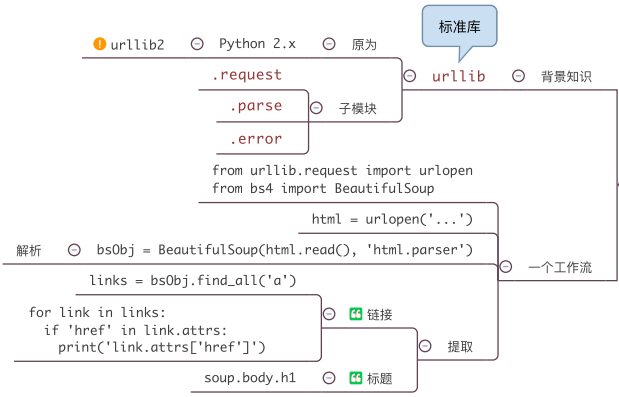 标准库
urllib2
Python 2.x
原为
.request
urllib
背景知识
.parse
子模块
.error
from urllib.request import urlopen
from bs4 import BeautifulSoup
html = urlopen('...')
解析
bsObj = BeautifulSoup(html.read(), 'html.parser')
一个工作流
links = bsObj.find_all('a')
for link in links:
if 'href' in link.attrs:
print('link.attrs['href']')
链接
提取
soup.body.h1
标题